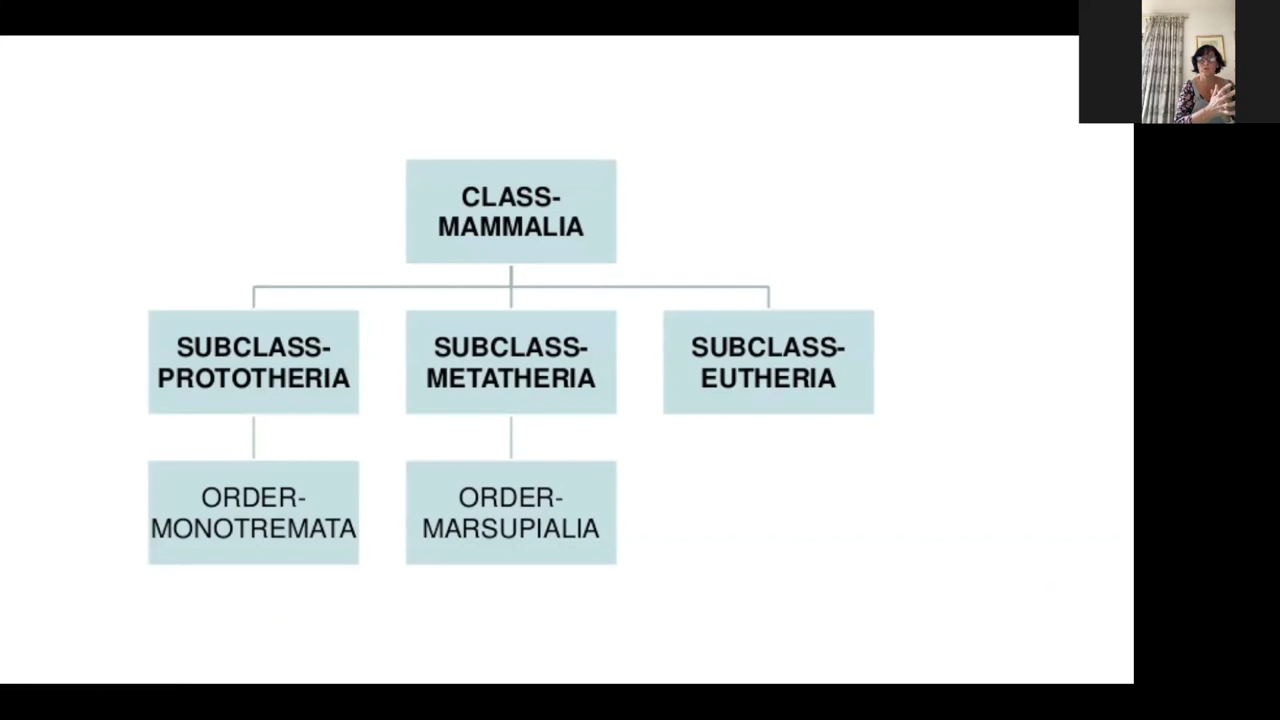 CLASS-
MAMMALIA
SUBCLASS-
PROTOTHERIA
SUBCLASS-
METATHERIA
SUBCLASS-
EUTHERIA
ORDER-
MONOTREMATA
ORDER-
MARSUPIALIA